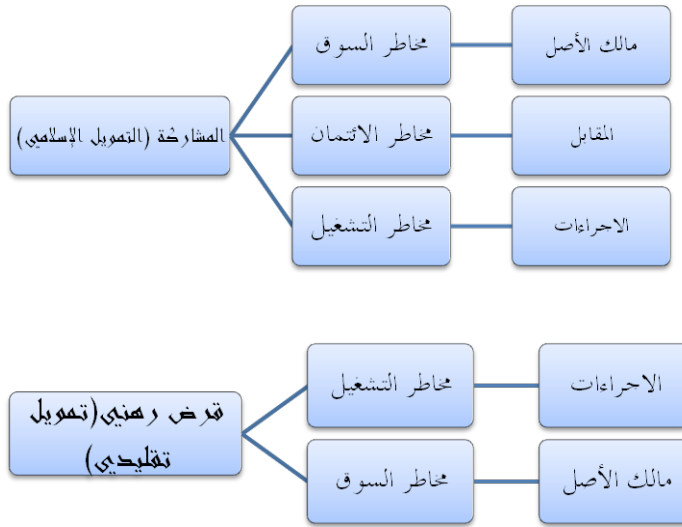 مخاطر السوق
مالك الأصل
المشاركة (التمويل الإسلامي)
مخاطر الائتمان
المقابل
مخاطر التشغيل
الاجراءات
مخاطر التشغيل
الاجراءات
قرض رهني(تمويل
تقليدي)
مخاطر السوق
مالك الأصل